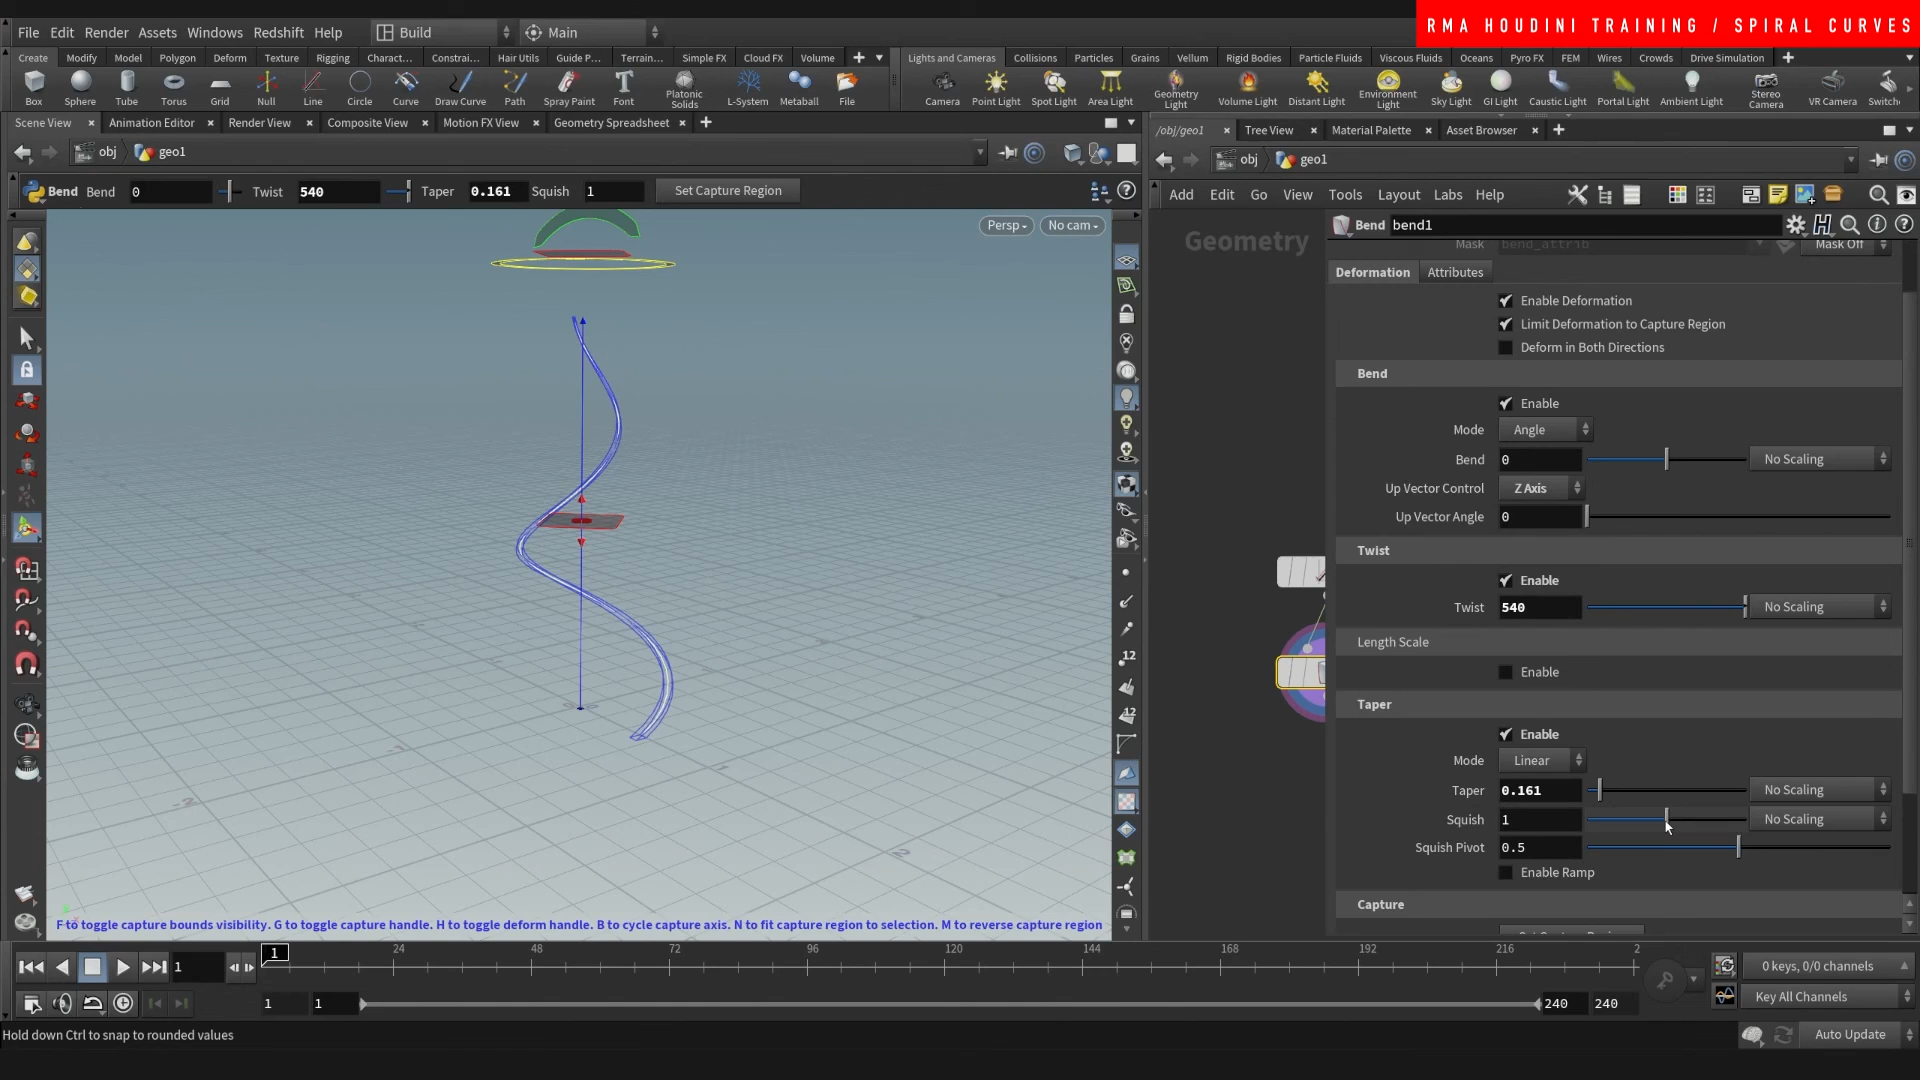 RMA HOUDINI TRAINING / SPIRAL CURVES
File Edit Render Assets Windows Redshift Help Build Main
Create Modify Model Polygon Deform Texture Rigging Charact... Constrai... Hair Utils Guide P... Terrain... Simple FX Cloud FX Volume
Lights and Cameras Collisions Particles Grains Vellum Rigid Bodies Particle Fluids Viscous Fluids Oceans Pyro FX FEM Wires Crowds Drive Simulation
Box Sphere Tube Torus Grid Null Line Circle Curve Draw Curve Path Spray Paint Font Platonic Solids L-System Metaball File
Camera Point Light Spot Light Area Light Geometry Light Volume Light Distant Light Environment Light Sky Light GI Light Caustic Light Portal Light Ambient Light Stereo Camera VR Camera Switch
Scene View Animation Editor Render View Composite View Motion FX View Geometry Spreadsheet
/obj/geo1 Tree View Material Palette Asset Browser
obj geo1
obj geo1
Bend Bend 0 Twist 540 Taper 0.161 Squish 1 Set Capture Region
Add Edit Go View Tools Layout Labs Help
Persp No cam
Geometry
Bend bend1
Mask bend_attrib Mask Off
Deformation Attributes
Enable Deformation
Limit Deformation to Capture Region
Deform in Both Directions
Bend
Enable
Mode Angle
Bend 0 No Scaling
Up Vector Control Z Axis
Up Vector Angle 0
Twist
Enable
Twist 540 No Scaling
Length Scale
Enable
Taper
Enable
Mode Linear
Taper 0.161 No Scaling
Squish 1 No Scaling
Squish Pivot 0.5
Enable Ramp
Capture
12
12
F to toggle capture bounds visibility. G to toggle capture handle. H to toggle deform handle. B to cycle capture axis. N to fit capture region to selection. M to reverse capture region
1 1 24 48 72 96 120 144 168 192 216 2
0 keys, 0/0 channels
1 1 240 240
Key All Channels
Hold down Ctrl to snap to rounded values
Auto Update